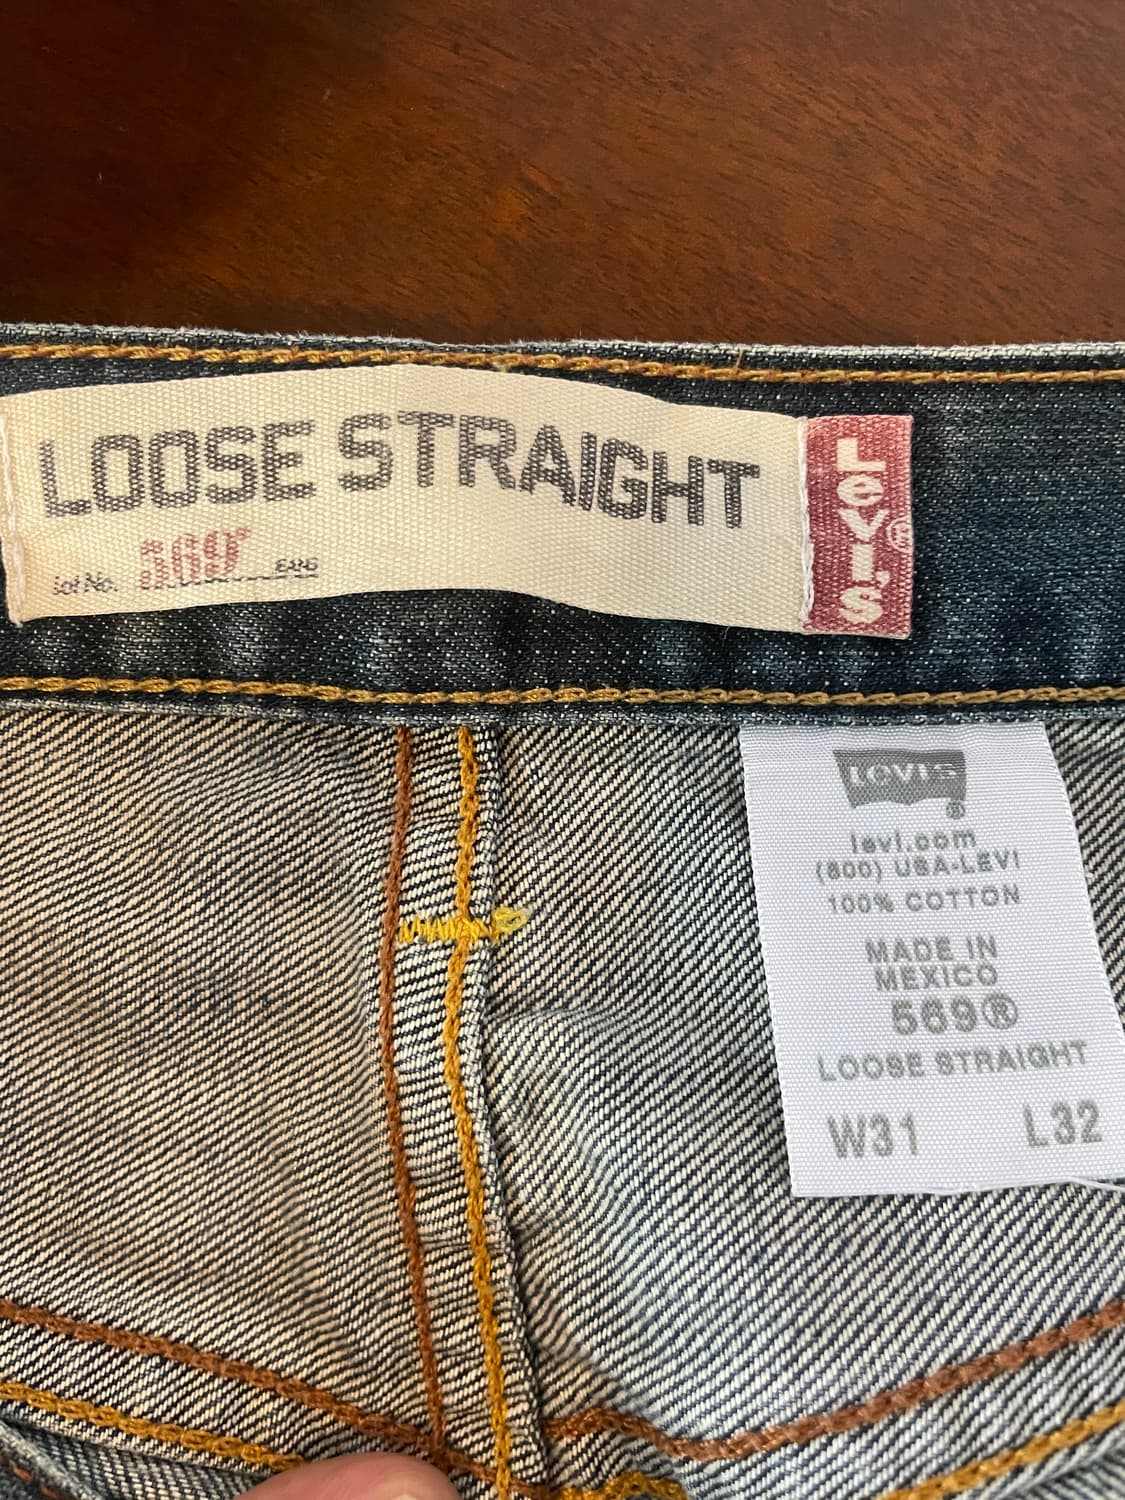 LOOSE STRAIGHT
Lot No. 569® JEANS
Levi's®
LEVI'S®
levi.com
(800) USA-LEVI
100% COTTON
MADE IN
MEXICO
569®
LOOSE STRAIGHT
W31 L32